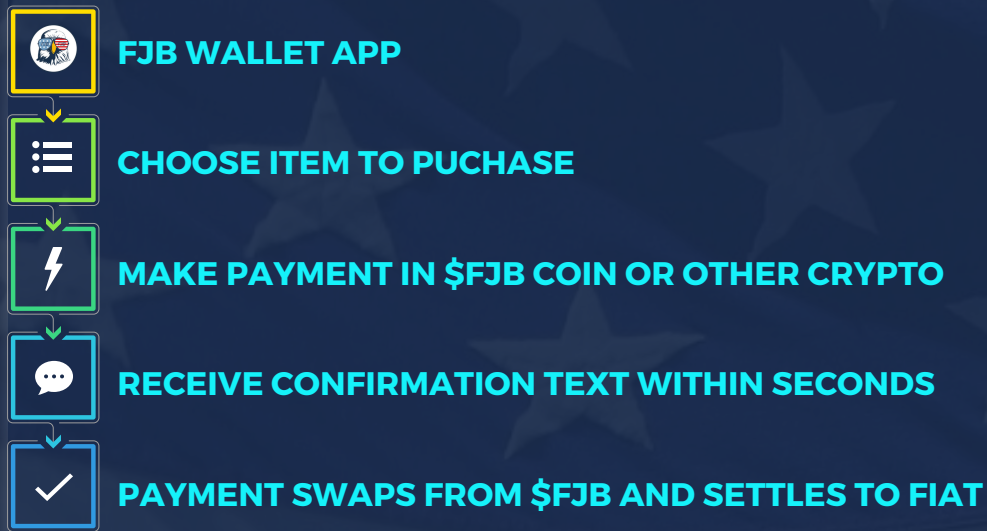 FJB WALLET APP
CHOOSE ITEM TO PUCHASE
MAKE PAYMENT IN $FJB COIN OR OTHER CRYPTO
RECEIVE CONFIRMATION TEXT WITHIN SECONDS
PAYMENT SWAPS FROM $FJB AND SETTLES TO FIAT